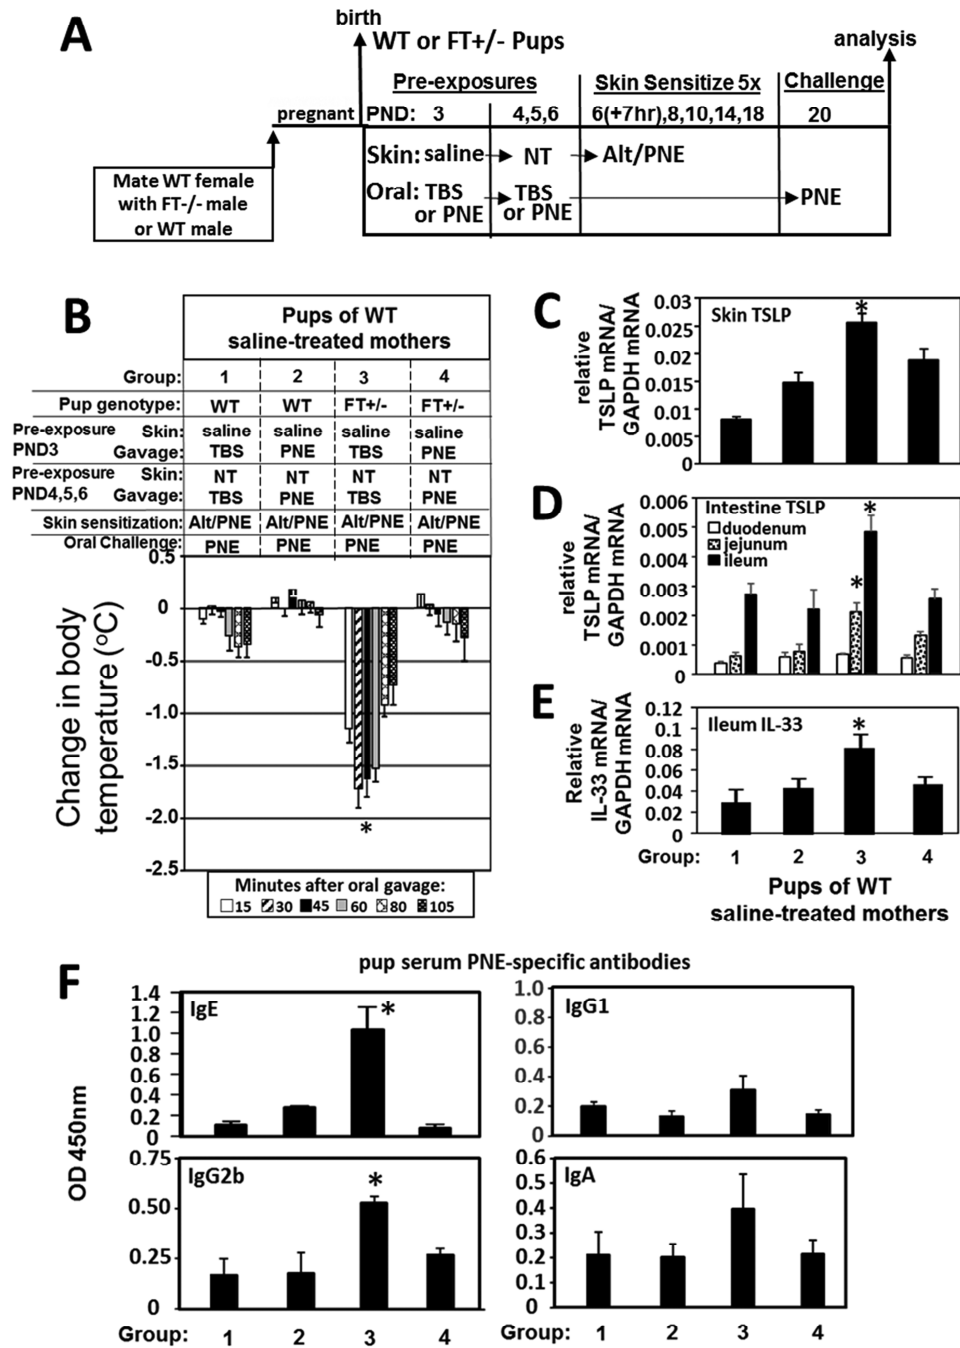 A
birth
WT or FT+/- Pups
analysis
Pre-exposures
Skin Sensitize 5x
Challenge
pregnant
PND: 3
4,5,6
6(+7hr),8,10,14,18
20
Skin: saline
NT
Alt/PNE
Oral: TBS
or PNE
TBS
or PNE
PNE
Mate WT female
with FT-/- male
or WT male
B
Pups of WT
saline-treated mothers
Group: 1 2 3 4
Pup genotype: WT WT FT+/- FT+/-
Pre-exposure Skin: saline saline saline saline
PND3 Gavage: TBS PNE TBS PNE
Pre-exposure Skin: NT NT NT NT
PND4,5,6 Gavage: TBS PNE TBS PNE
Skin sensitization: Alt/PNE Alt/PNE Alt/PNE Alt/PNE
Oral Challenge: PNE PNE PNE PNE
Change in body
temperature (°C)
0.5
0
-0.5
-1.0
-1.5
-2.0
-2.5
*
Minutes after oral gavage:
15 30 45 60 80 105
C
relative
TSLP mRNA/
GAPDH mRNA
0.03
0.025
0.02
0.015
0.01
0.005
0
Skin TSLP
*
D
relative
TSLP mRNA/
GAPDH mRNA
0.006
0.005
0.003
0.001
0
Intestine TSLP
duodenum
jejunum
ileum
*
*
E
Relative
IL-33 mRNA/
GAPDH mRNA
0.12
0.1
0.08
0.06
0.04
0.02
0
Ileum IL-33
*
Group: 1 2 3 4
Pups of WT
saline-treated mothers
F
pup serum PNE-specific antibodies
OD 450nm
1.4
1.2
1.0
0.8
0.6
0.4
0.2
0
IgE
*
1.0
0.8
0.6
0.4
0.2
0
IgG1
0.75
0.50
0.25
0
IgG2b
*
0.6
0.5
0.4
0.3
0.2
0.1
0
IgA
Group: 1 2 3 4
Group: 1 2 3 4